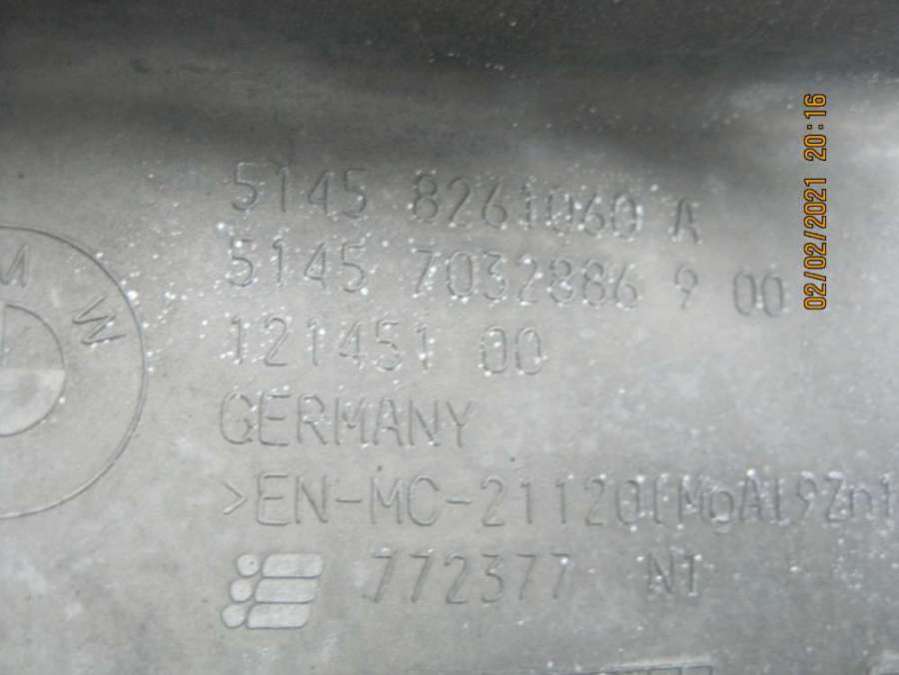 5145 8261060 A
5145 7032886 9 00
121451 00
GERMANY
>EN-MC-21120(MgAl9Zn1
772377 NT
M W
02/02/2021 20:16